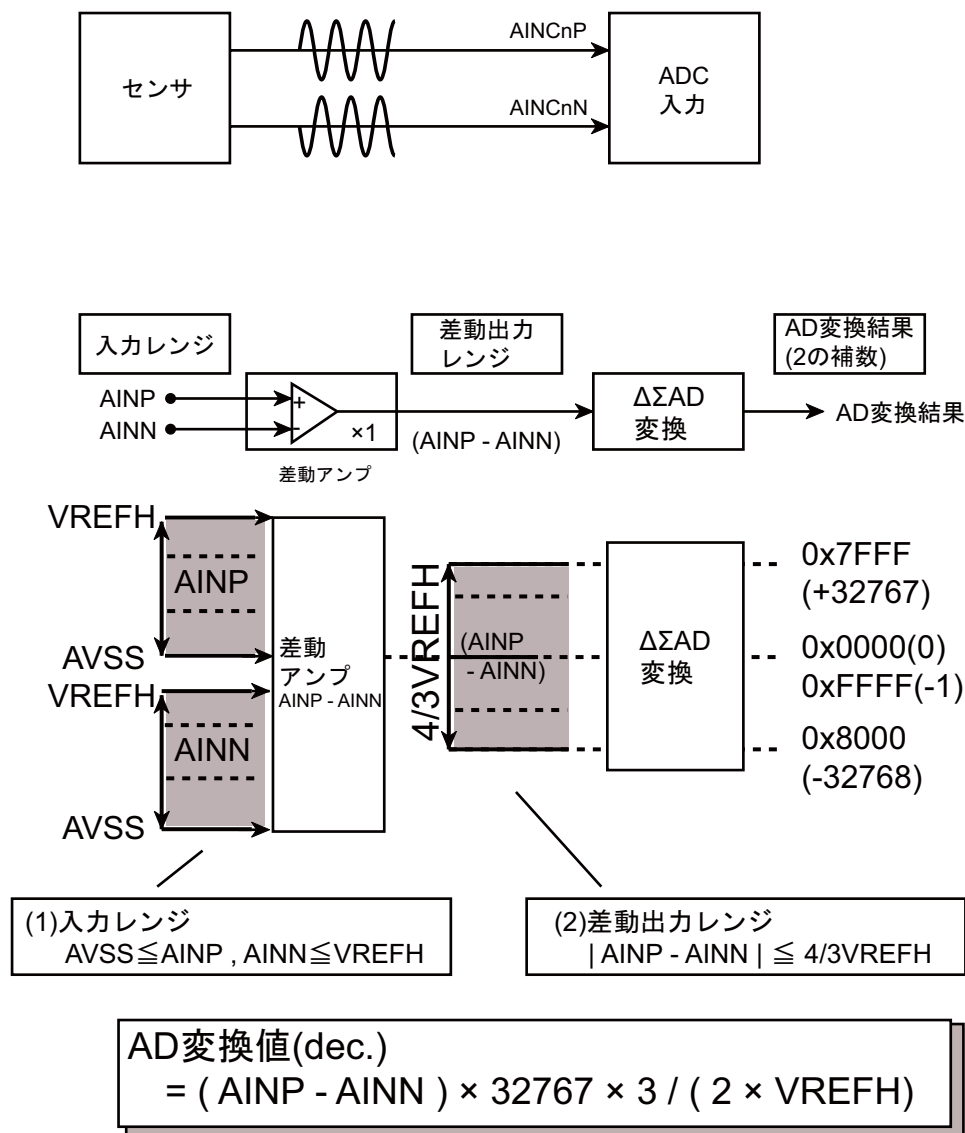 センサ
AINCnP
AINCnN
ADC
入力
入力レンジ
差動出力
レンジ
AD変換結果
(2の補数)
AINP
AINN
+
-
×1
差動アンプ
(AINP - AINN)
ΔΣAD
変換
AD変換結果
VREFH
AINP
AVSS
VREFH
AINN
AVSS
差動
アンプ
AINP - AINN
4/3VREFH
(AINP
- AINN)
ΔΣAD
変換
0x7FFF
(+32767)
0x0000(0)
0xFFFF(-1)
0x8000
(-32768)
(1)入力レンジ
AVSS≦AINP , AINN≦VREFH
(2)差動出力レンジ
| AINP - AINN | ≦ 4/3VREFH
AD変換値(dec.)
= ( AINP - AINN ) × 32767 × 3 / ( 2 × VREFH)